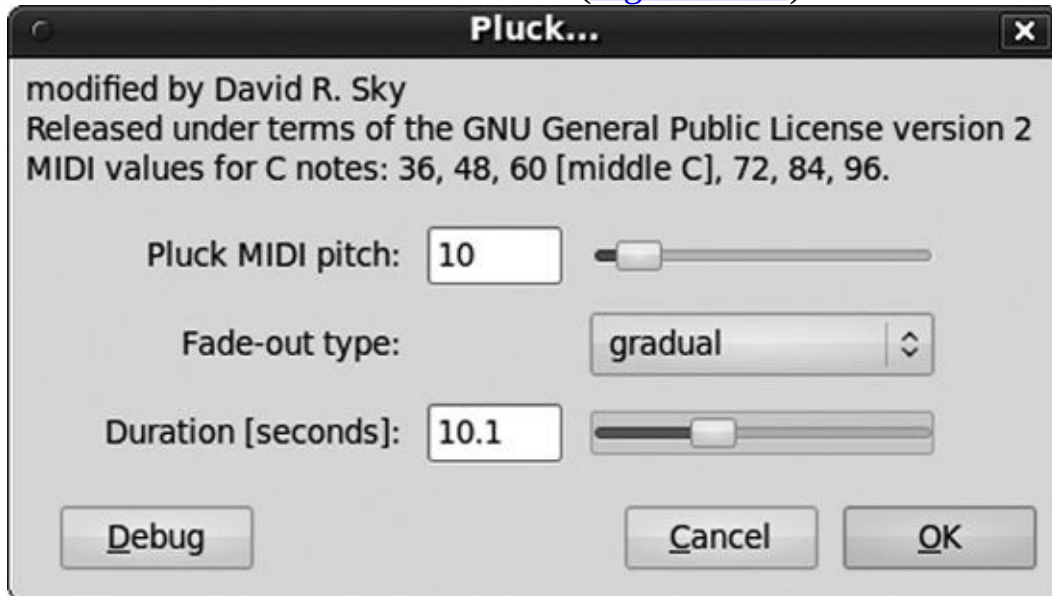 Pluck...
modified by David R. Sky
Released under terms of the GNU General Public License version 2
MIDI values for C notes: 36, 48, 60 [middle C], 72, 84, 96.
Pluck MIDI pitch: 10
Fade-out type: gradual
Duration [seconds]: 10.1
Debug Cancel OK